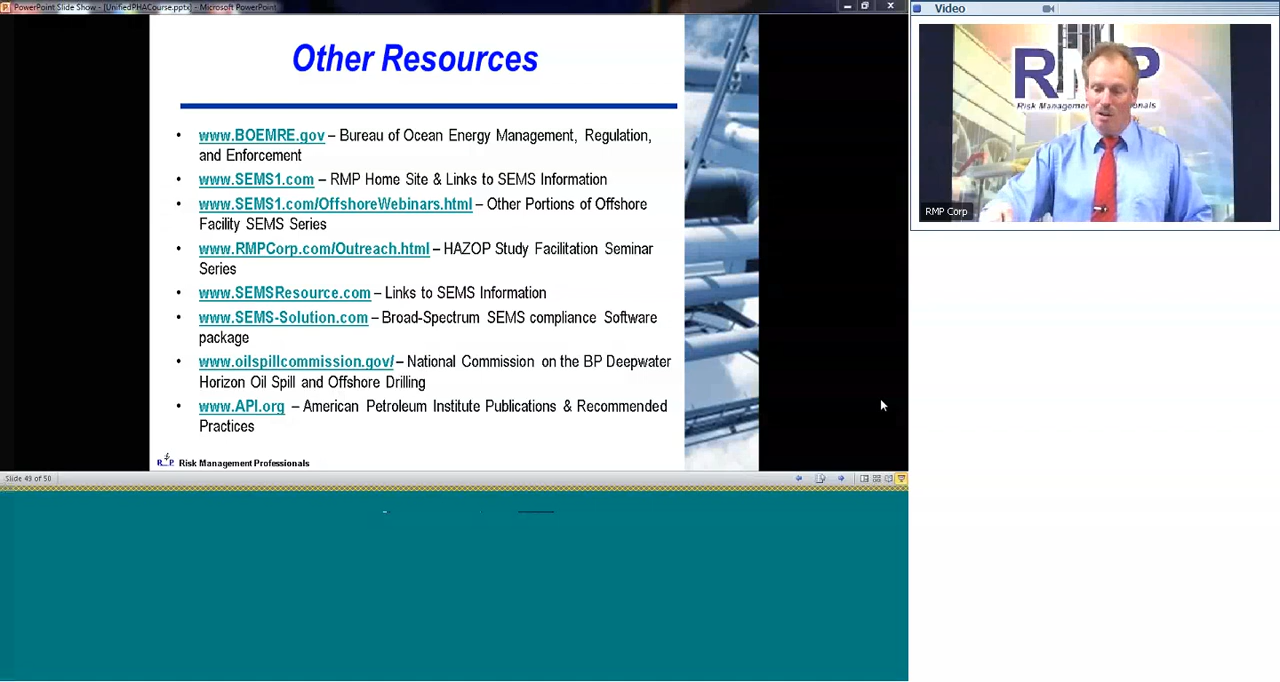 PowerPoint Slide Show - [UnifiedPHACourse.pptx] - Microsoft PowerPoint
Video
Other Resources
RMP
Risk Management Professionals
RMP Corp
• www.BOEMRE.gov – Bureau of Ocean Energy Management, Regulation,
and Enforcement
• www.SEMS1.com – RMP Home Site & Links to SEMS Information
• www.SEMS1.com/OffshoreWebinars.html – Other Portions of Offshore
Facility SEMS Series
• www.RMPCorp.com/Outreach.html – HAZOP Study Facilitation Seminar
Series
• www.SEMSResource.com – Links to SEMS Information
• www.SEMS-Solution.com – Broad-Spectrum SEMS compliance Software
package
• www.oilspillcommission.gov/ – National Commission on the BP Deepwater
Horizon Oil Spill and Offshore Drilling
• www.API.org – American Petroleum Institute Publications & Recommended
Practices
RMP Risk Management Professionals
Slide 49 of 50